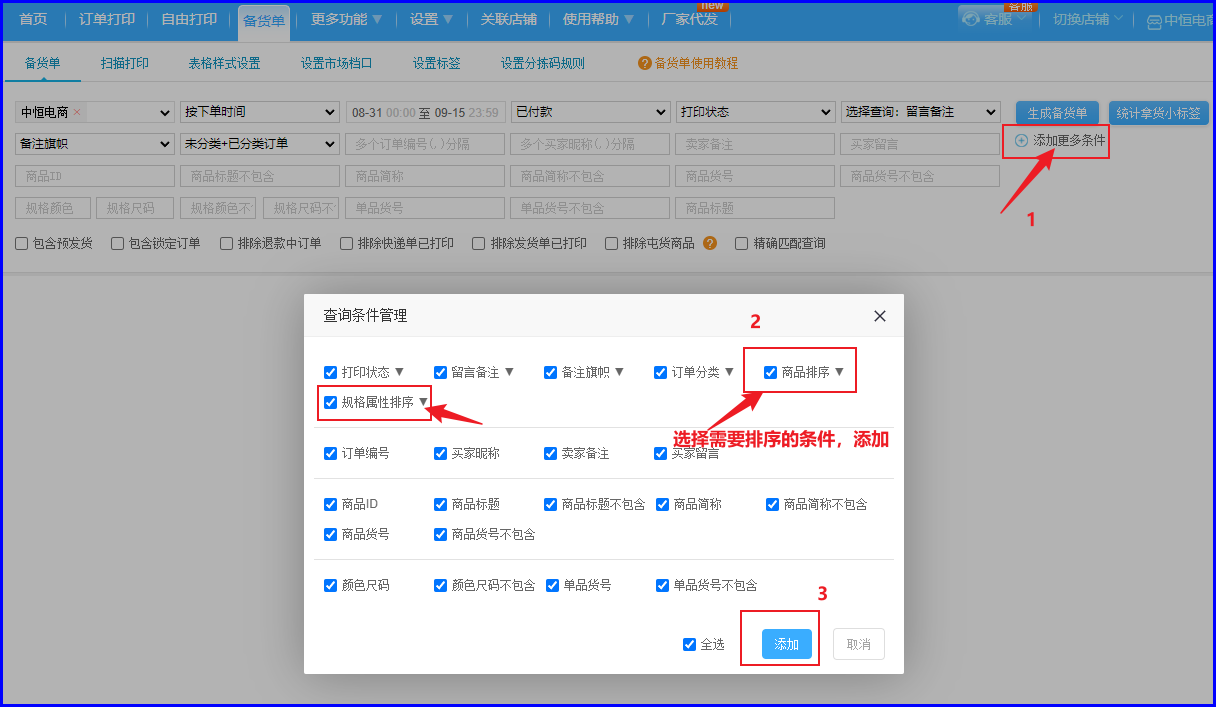 首页 订单打印 自由打印 备货单 更多功能▼ 设置▼ 关联店铺 使用帮助▼ 厂家代发 new 客服 客服 切换店铺 中恒电商
备货单 扫描打印 表格样式设置 设置市场档口 设置标签 设置分拣码规则 ?备货单使用教程
中恒电商× 按下单时间 08-31 00:00 至 09-15 23:59 已付款 打印状态 选择查询：留言备注 生成备货单 统计拿货小标签
备注旗帜 未分类+已分类订单 多个订单编号(,)分隔 多个买家昵称(,)分隔 卖家备注 买家留言 添加更多条件
商品ID 商品标题不包含 商品简称 商品简称不包含 商品货号 商品货号不包含
规格颜色 规格尺码 规格颜色不 规格尺码不 单品货号 单品货号不包含 商品标题
1
包含预发货 包含锁定订单 排除退款中订单 排除快递单已打印 排除发货单已打印 排除屯货商品 ? 精确匹配查询
查询条件管理
2
打印状态▼ 留言备注▼ 备注旗帜▼ 订单分类▼ 商品排序▼
规格属性排序▼
选择需要排序的条件，添加
订单编号 买家昵称 卖家备注 买家留言
商品ID 商品标题 商品标题不包含 商品简称 商品简称不包含
商品货号 商品货号不包含
颜色尺码 颜色尺码不包含 单品货号 单品货号不包含
3
全选 添加 取消